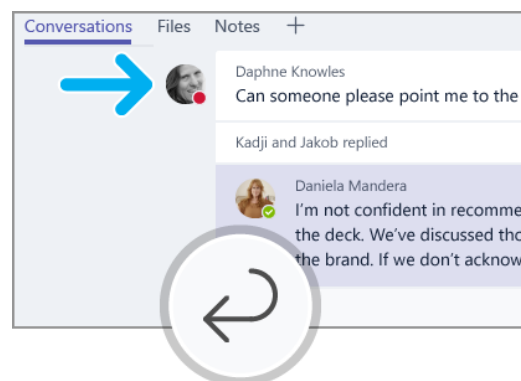 Conversations Files Notes +
Daphne Knowles
Can someone please point me to the
Kadji and Jakob replied
Daniela Mandera
I'm not confident in recomme
the deck. We've discussed tho
the brand. If we don't acknow